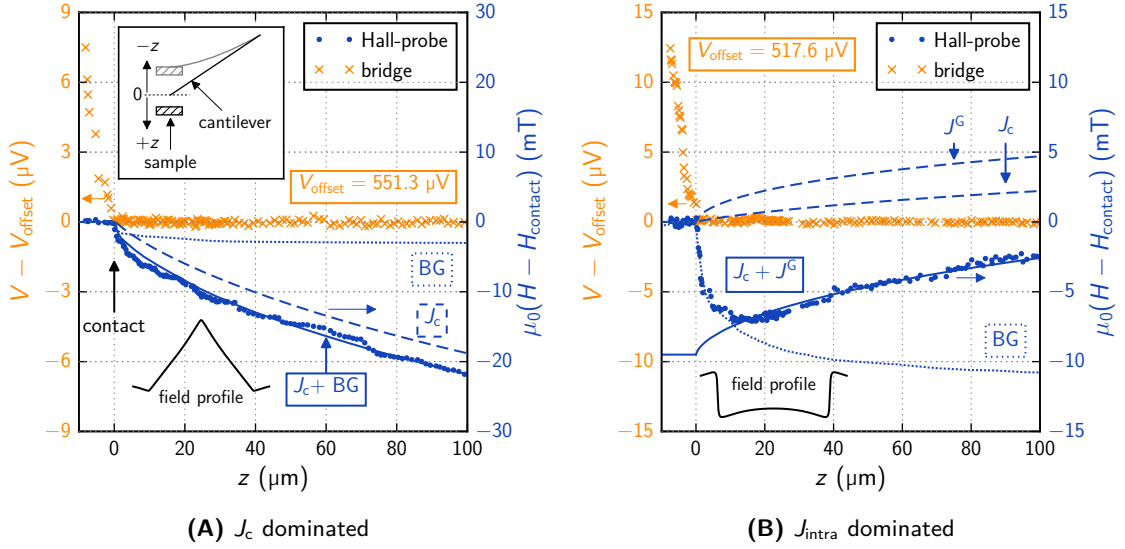 30
15
15
9
−z
0
+z
cantilever
sample
Hall-probe
bridge
V_offset = 517.6 µV
Hall-probe
bridge
6
20
10
10
3
10
5
J^G
J_c
5
V_offset = 551.3 µV
V − V_offset (µV)
0
0
µ₀(H − H_contact) (mT)
V − V_offset (µV)
0
0
µ₀(H − H_contact) (mT)
BG
J_c + J^G
−3
contact
−10
J_c
−5
−5
BG
−6
field profile
J_c+ BG
−20
−10
field profile
−10
−9
−30
−15
−15
0 20 40 60 80 100
0 20 40 60 80 100
z (µm)
z (µm)
(A) J_c dominated
(B) J_intra dominated